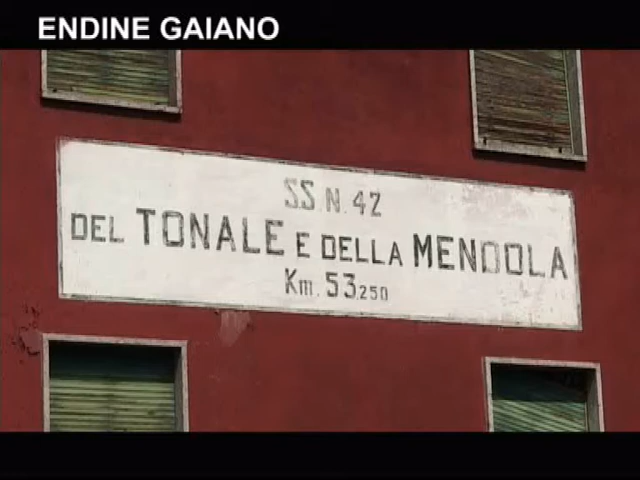 ENDINE GAIANO
SS.N.42
DEL TONALE E DELLA MENDOLA
Km. 53,250